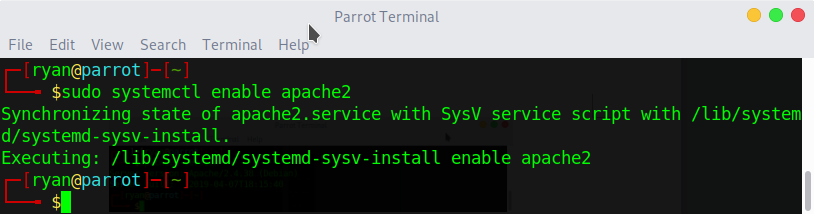 Parrot Terminal
File Edit View Search Terminal Help
┌─[ryan@parrot]─[~]
└──╼ $sudo systemctl enable apache2
Synchronizing state of apache2.service with SysV service script with /lib/system
d/systemd-sysv-install.
Executing: /lib/systemd/systemd-sysv-install enable apache2
┌─[ryan@parrot]─[~]
└──╼ $